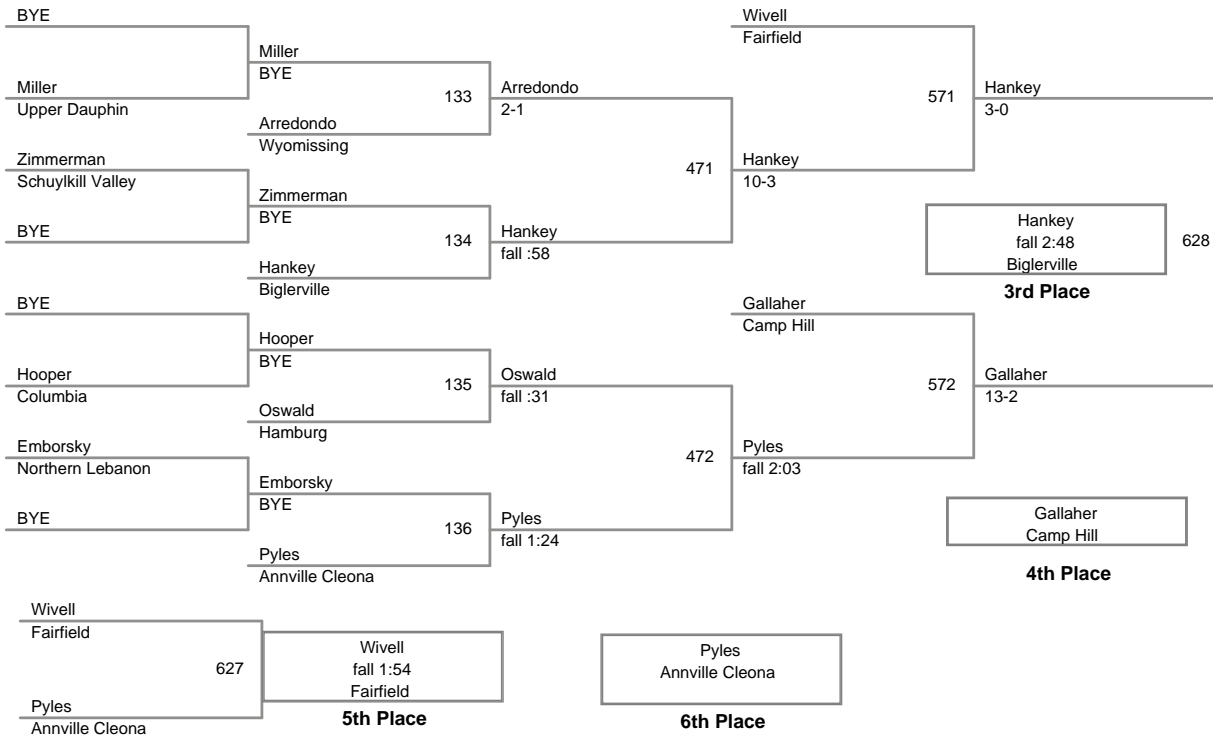 BYE
Miller
Upper Dauphin
Zimmerman
Schuylkill Valley
BYE
BYE
Hooper
Columbia
Emborsky
Northern Lebanon
BYE
Miller
BYE
133
Arredondo
Wyomissing
Zimmerman
BYE
134
Hankey
Biglerville
Hooper
BYE
135
Oswald
Hamburg
Emborsky
BYE
136
Pyles
Annville Cleona
Arredondo
2-1
471
Hankey
fall :58
Oswald
fall :31
472
Pyles
fall 1:24
Wivell
Fairfield
571
Hankey
10-3
Gallaher
Camp Hill
572
Pyles
fall 2:03
Hankey
3-0
Hankey
fall 2:48
Biglerville
628
3rd Place
Gallaher
13-2
Gallaher
Camp Hill
4th Place
Wivell
Fairfield
627
Pyles
Annville Cleona
Wivell
fall 1:54
Fairfield
5th Place
Pyles
Annville Cleona
6th Place